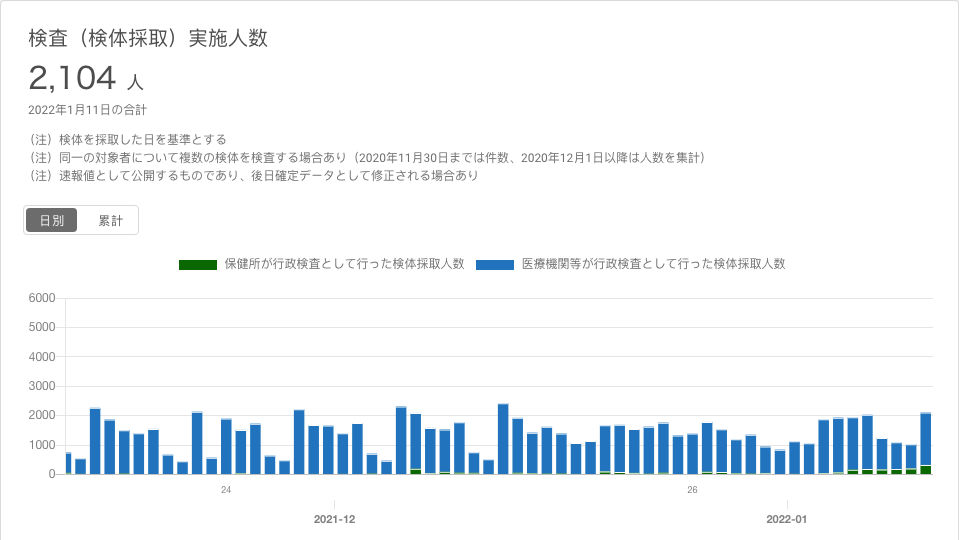 検査（検体採取）実施人数
2,104 人
2022年1月11日の合計
（注）検体を採取した日を基準とする
（注）同一の対象者について複数の検体を検査する場合あり（2020年11月30日までは件数、2020年12月1日以降は人数を集計）
（注）速報値として公開するものであり、後日確定データとして修正される場合あり
日別 累計
保健所が行政検査として行った検体採取人数 医療機関等が行政検査として行った検体採取人数
6000
5000
4000
3000
2000
1000
0
24 26
2021-12 2022-01